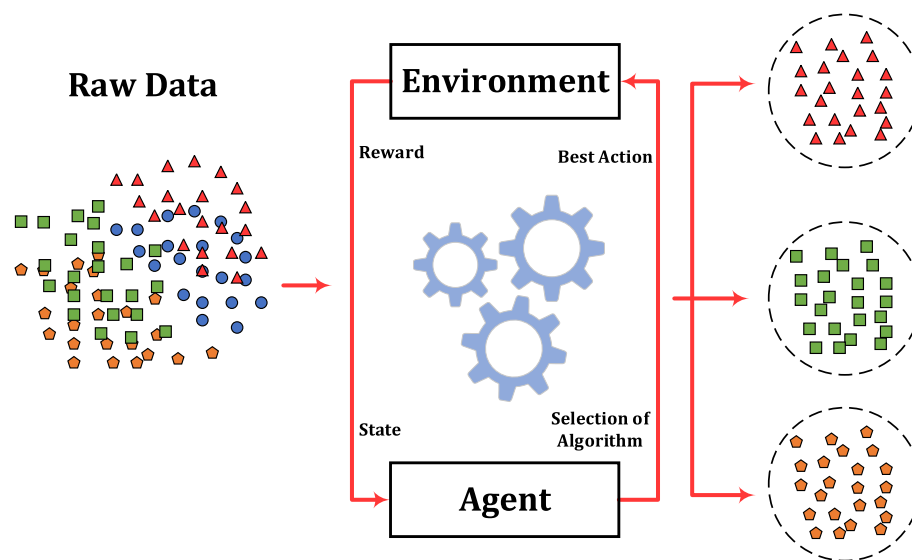 Raw Data
Environment
Reward
Best Action
State
Selection of
Algorithm
Agent